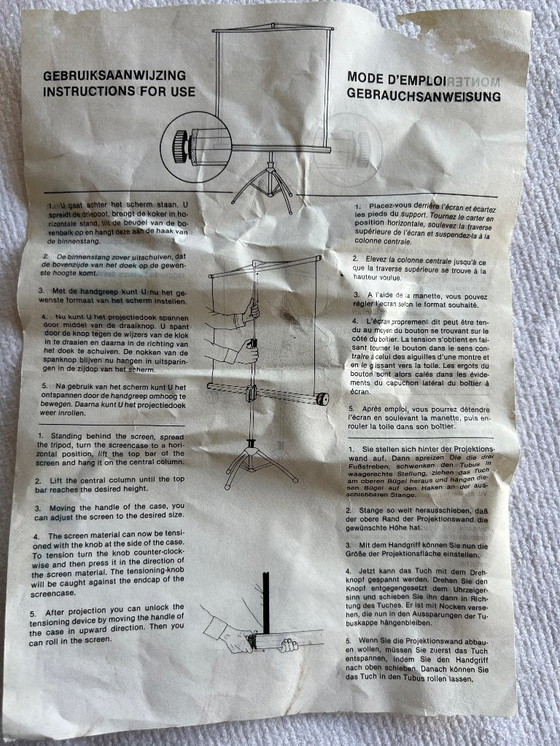 GEBRUIKSAANWIJZING
INSTRUCTIONS FOR USE
MODE D'EMPLOI
GEBRAUCHSANWEISUNG
1. U gaat achter het scherm staan. U
spreidt de driepoot, brengt de koker in ho-
rizontale stand, tilt de beugel van de bo-
venbalk op en hangt deze aan de haak van
de binnenstang.
2. De binnenstang zover uitschuiven, dat
de bovenzijde van het doek op de gewen-
ste hoogte komt.
3. Met de handgreep kunt U nu het ge-
wenste formaat van het scherm instellen.
4. Nu kunt U het projectiedoek spannen
door middel van de draaiknop. U spant
door de knop tegen de wijzers van de klok
in te draaien en daarna in de richting van
het doek te schuiven. De nokken van de
spanknop blijven nu hangen in uitsparin-
gen in de zijdop van het scherm.
5. Na gebruik van het scherm kunt U het
ontspannen door de handgreep omhoog te
bewegen. Daarna kunt U het projectiedoek
weer inrollen.
1. Standing behind the screen, spread
the tripod, turn the screencase to a hori-
zontal position, lift the top bar of the
screen and hang it on the central column.
2. Lift the central column until the top
bar reaches the desired height.
3. Moving the handle of the case, you
can adjust the screen to the desired size.
4. The screen material can now be tensi-
oned with the knob at the side of the case.
To tension turn the knob counter-clock-
wise and then press it in the direction of
the screen material. The tensioning-knob
will be caught against the endcap of the
screencase.
5. After projection you can unlock the
tensioning device by moving the handle of
the case in upward direction. Then you
can roll in the screen.
1. Placez-vous derrière l'écran et écartez
les pieds du support. Tournez le carter en
position horizontale, soulevez la traverse
supérieure de l'écran et suspendez-la à la
colonne centrale.
2. Elevez la colonne centrale jusqu'à ce
que la traverse supérieure se trouve à la
hauteur voulue.
3. A l'aide de la manette, vous pouvez
régler l'écran selon le format souhaité.
4. L'écran proprement dit peut être ten-
du au moyen du bouton se trouvant sur le
côté du boîtier. La tension s'obtient en fai-
sant tourner le bouton dans le sens con-
traire à celui des aiguilles d'une montre et
en le glissant vers la toile. Les ergots du
bouton sont alors calés dans les évide-
ments du capuchon latéral du boîtier à
écran.
5. Après emploi, vous pourrez détendre
l'écran en soulevant la manette, puis en-
rouler la toile dans son boîtier.
1. Sie stellen sich hinter der Projektions-
wand auf. Dann spreizen Die die drei
Fußstreben, schwenken den Tubus in
waagerechte Stellung, ziehen das Tuch
am oberen Bügel heraus und hängen die-
sen Bügel auf den Haken an der aus-
schiebbaren Stange.
2. Stange so weit herausschieben, daß
der obere Rand der Projektionswand die
gewünschte Höhe hat.
3. Mit dem Handgriff können Sie nun die
Größe der Projektionsfläche einstellen.
4. Jetzt kann das Tuch mit dem Dreh-
knopf gespannt werden. Drehen Sie den
Knopf entgegengesetzt dem Uhrzeiger-
sinn und schieben Sie ihn dann in Rich-
tung des Tuches. Er ist mit Nocken verse-
hen, die nun in den Aussparungen der Tu-
buskappe hängenbleiben.
5. Wenn Sie die Projektionswand abbau-
en wollen, müssen Sie zuerst das Tuch
entspannen, indem Sie den Handgriff
nach oben schieben. Danach können Sie
das Tuch in den Tubus rollen lassen.